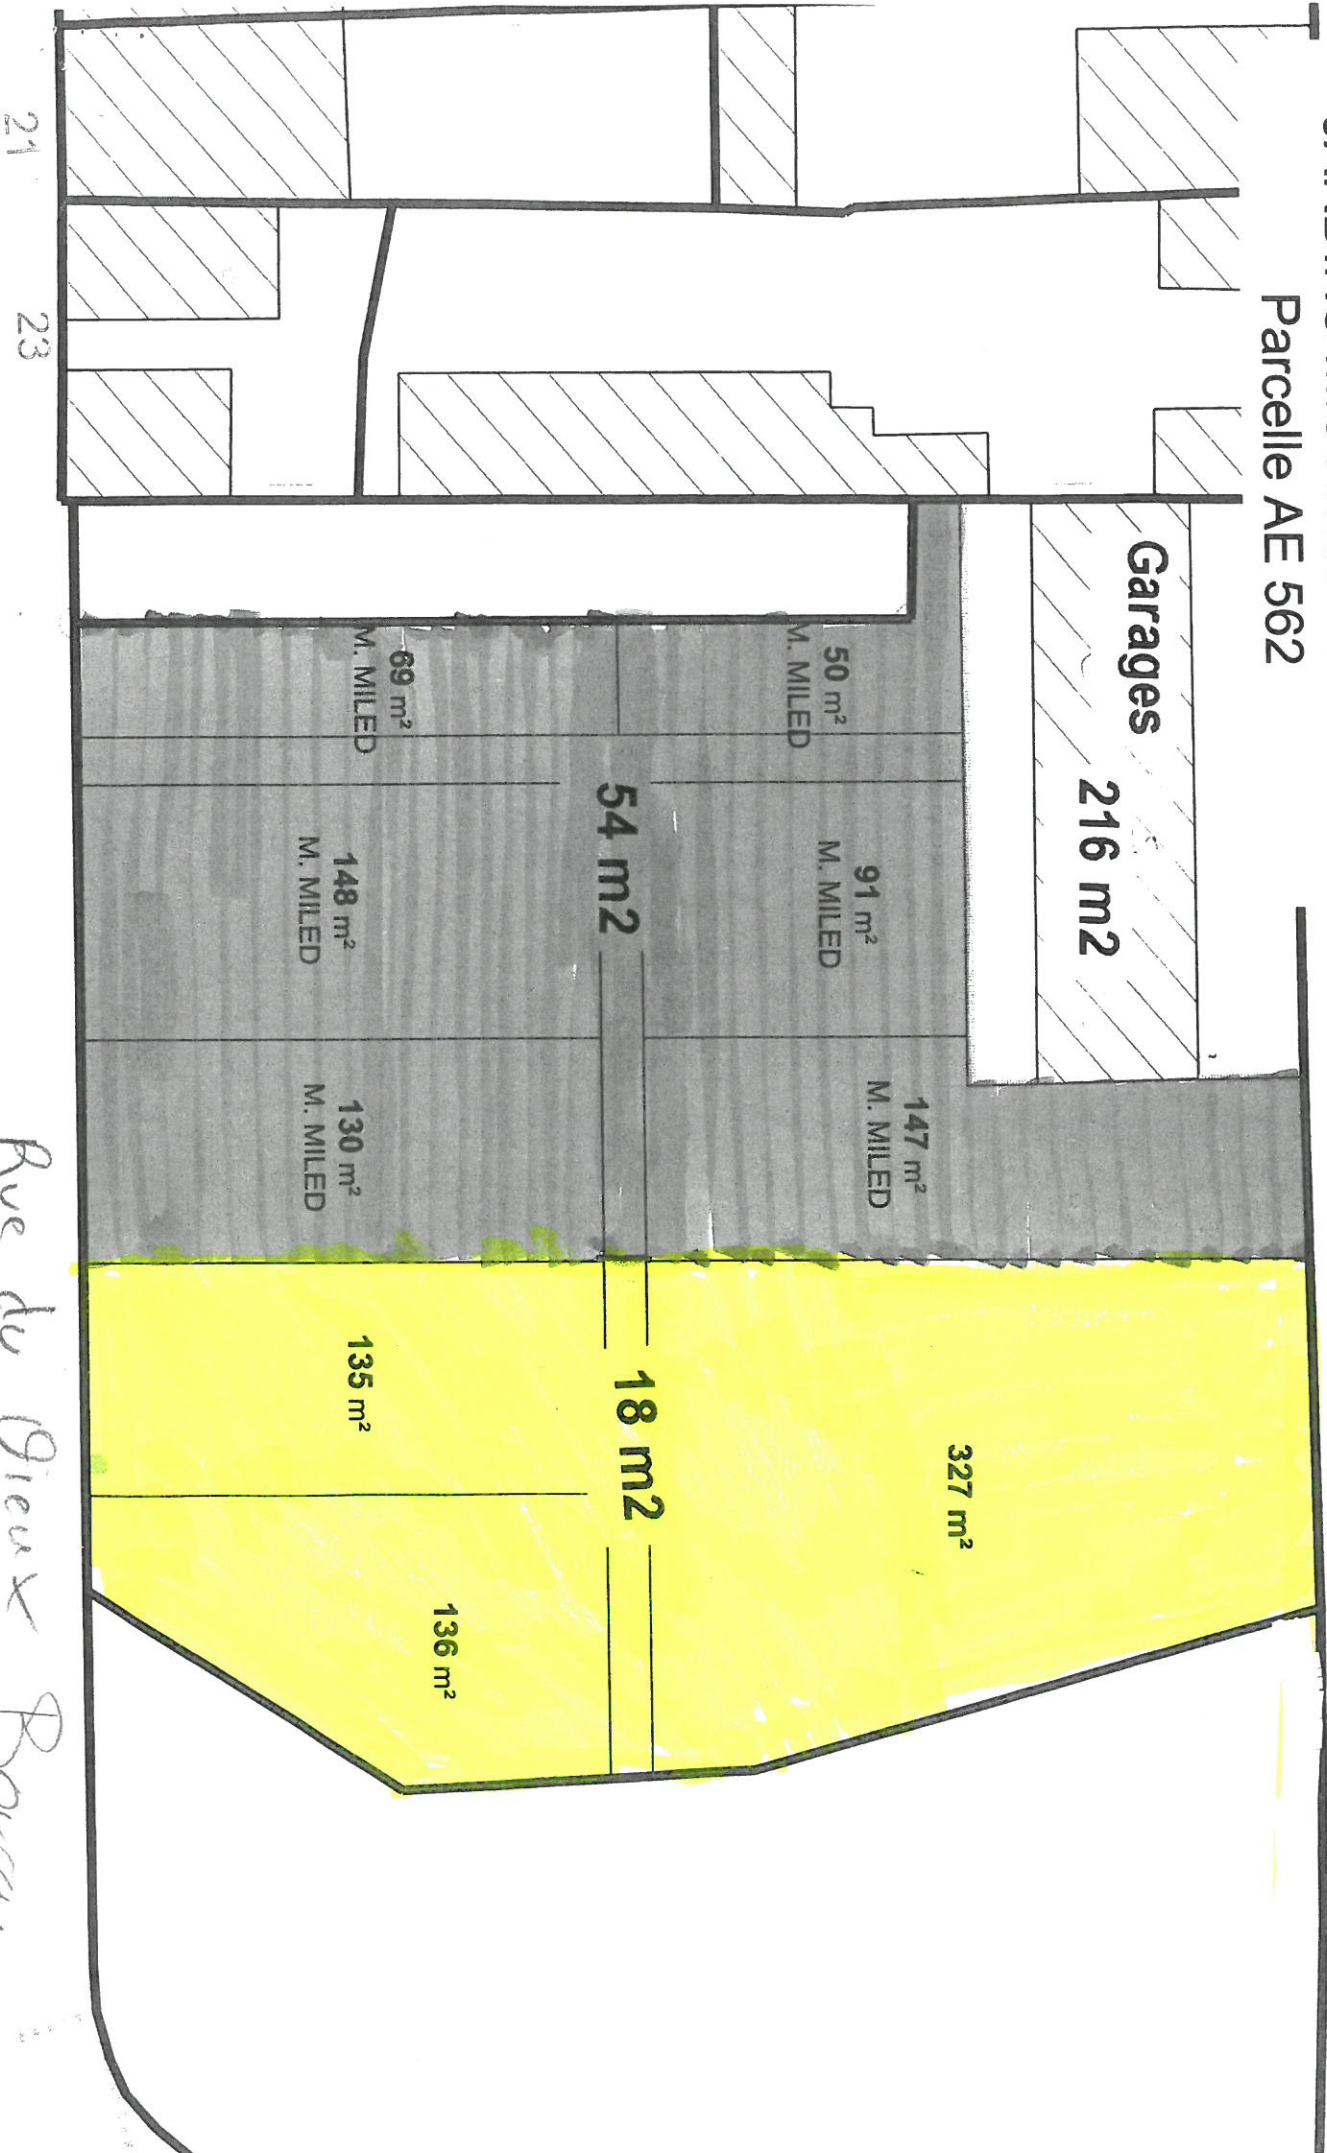 Parcelle AE 562
Garages
216 m2
50 m²
M. MILED
69 m²
M. MILED
54 m2
91 m²
M. MILED
148 m²
M. MILED
147 m²
M. MILED
130 m²
M. MILED
327 m²
18 m2
135 m²
136 m²
21
23
Rue du Vieux